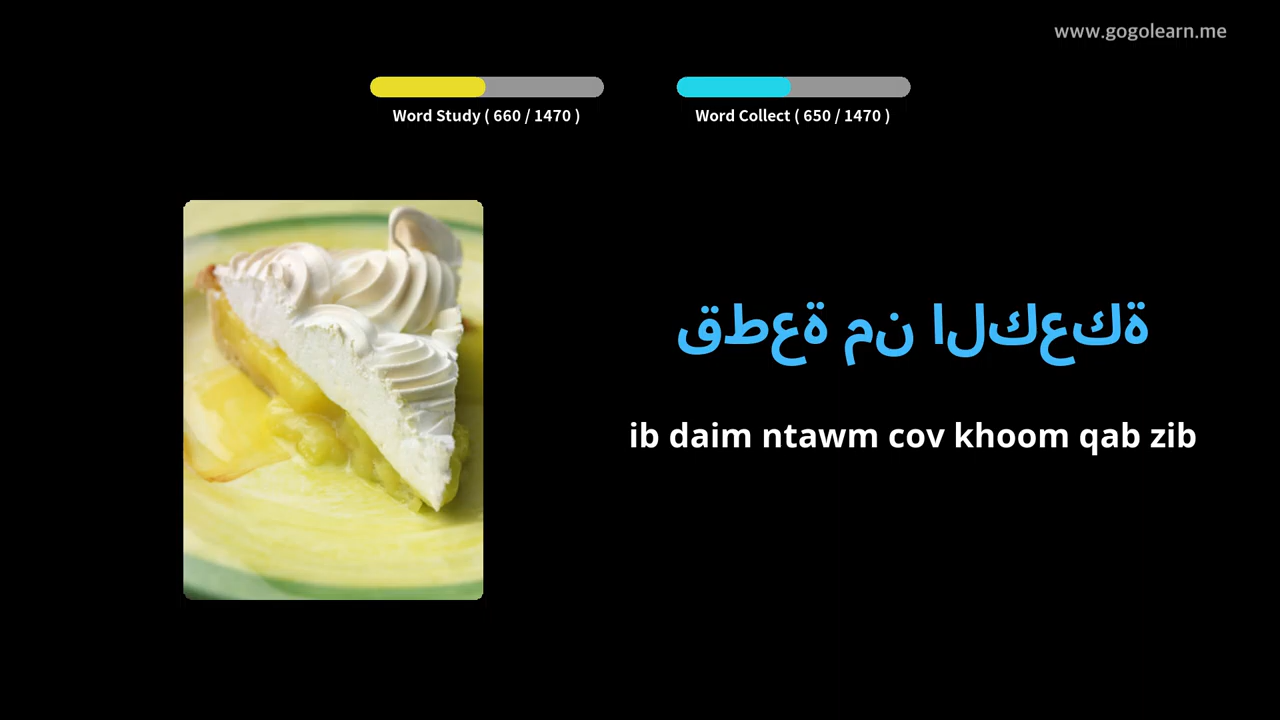 www.gogolearn.me
Word Study ( 660 / 1470 )
Word Collect ( 650 / 1470 )
قطعة من الكعكة
ib daim ntawm cov khoom qab zib